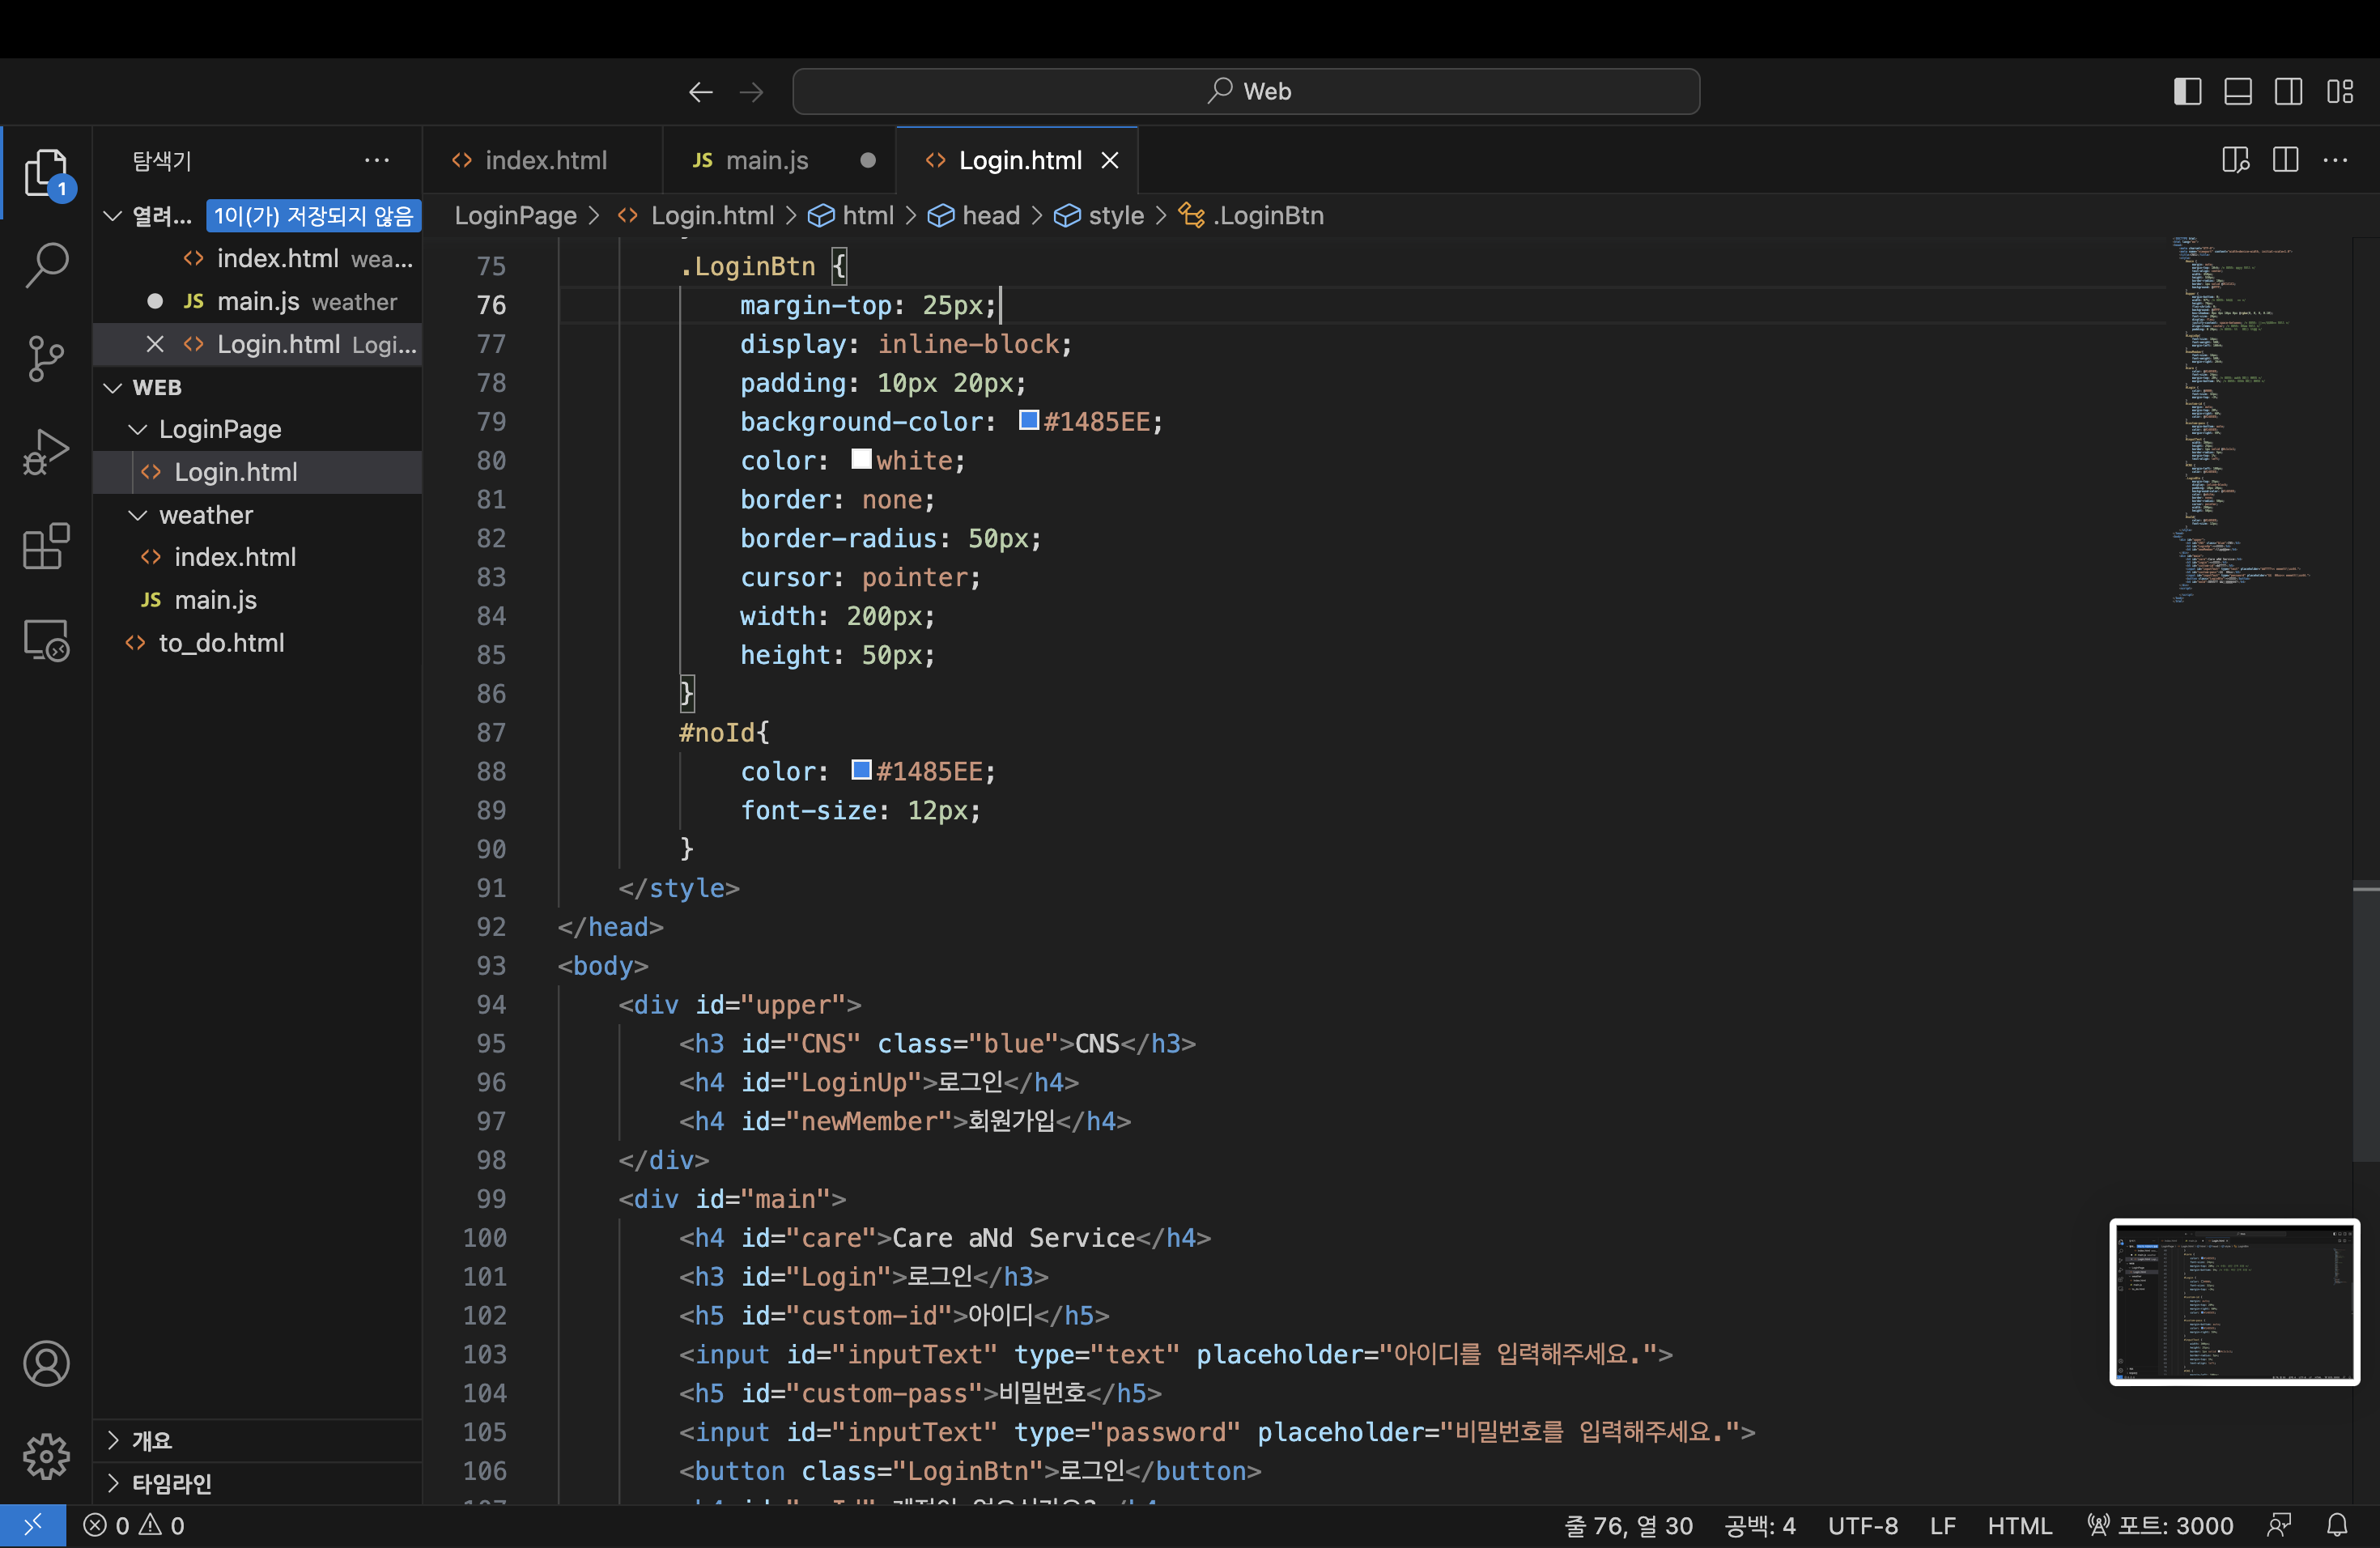 Web
탐색기
index.html
JS main.js
Login.html
열려... 1이(가) 저장되지 않음
index.html wea...
JS main.js weather
Login.html Logi...
WEB
LoginPage
Login.html
weather
index.html
JS main.js
to_do.html
개요
타임라인
1
LoginPage > Login.html > html > head > style > .LoginBtn
75 .LoginBtn {
76 margin-top: 25px;
77 display: inline-block;
78 padding: 10px 20px;
79 background-color: #1485EE;
80 color: white;
81 border: none;
82 border-radius: 50px;
83 cursor: pointer;
84 width: 200px;
85 height: 50px;
86 }
87 #noId{
88 color: #1485EE;
89 font-size: 12px;
90 }
91 </style>
92 </head>
93 <body>
94 <div id="upper">
95 <h3 id="CNS" class="blue">CNS</h3>
96 <h4 id="LoginUp">로그인</h4>
97 <h4 id="newMember">회원가입</h4>
98 </div>
99 <div id="main">
100 <h4 id="care">Care aNd Service</h4>
101 <h3 id="Login">로그인</h3>
102 <h5 id="custom-id">아이디</h5>
103 <input id="inputText" type="text" placeholder="아이디를 입력해주세요.">
104 <h5 id="custom-pass">비밀번호</h5>
105 <input id="inputText" type="password" placeholder="비밀번호를 입력해주세요.">
106 <button class="LoginBtn">로그인</button>
0 0
줄 76, 열 30 공백: 4 UTF-8 LF HTML 포트: 3000